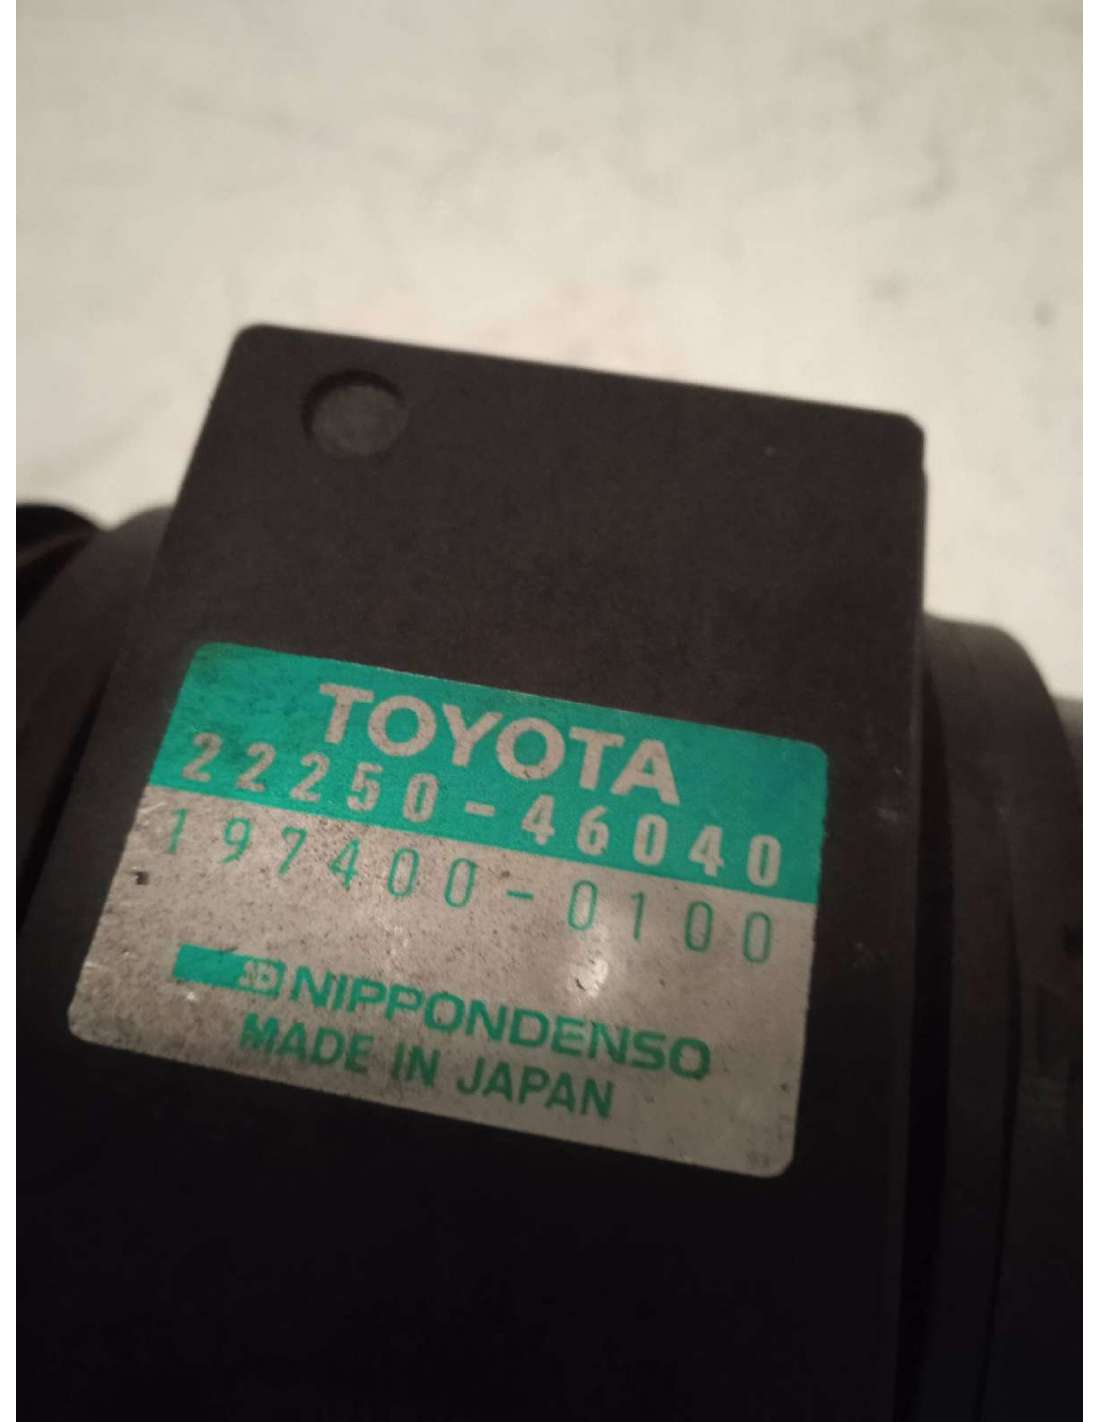 TOYOTA
22250-46040
197400-0100
NIPPONDENSO
MADE IN JAPAN